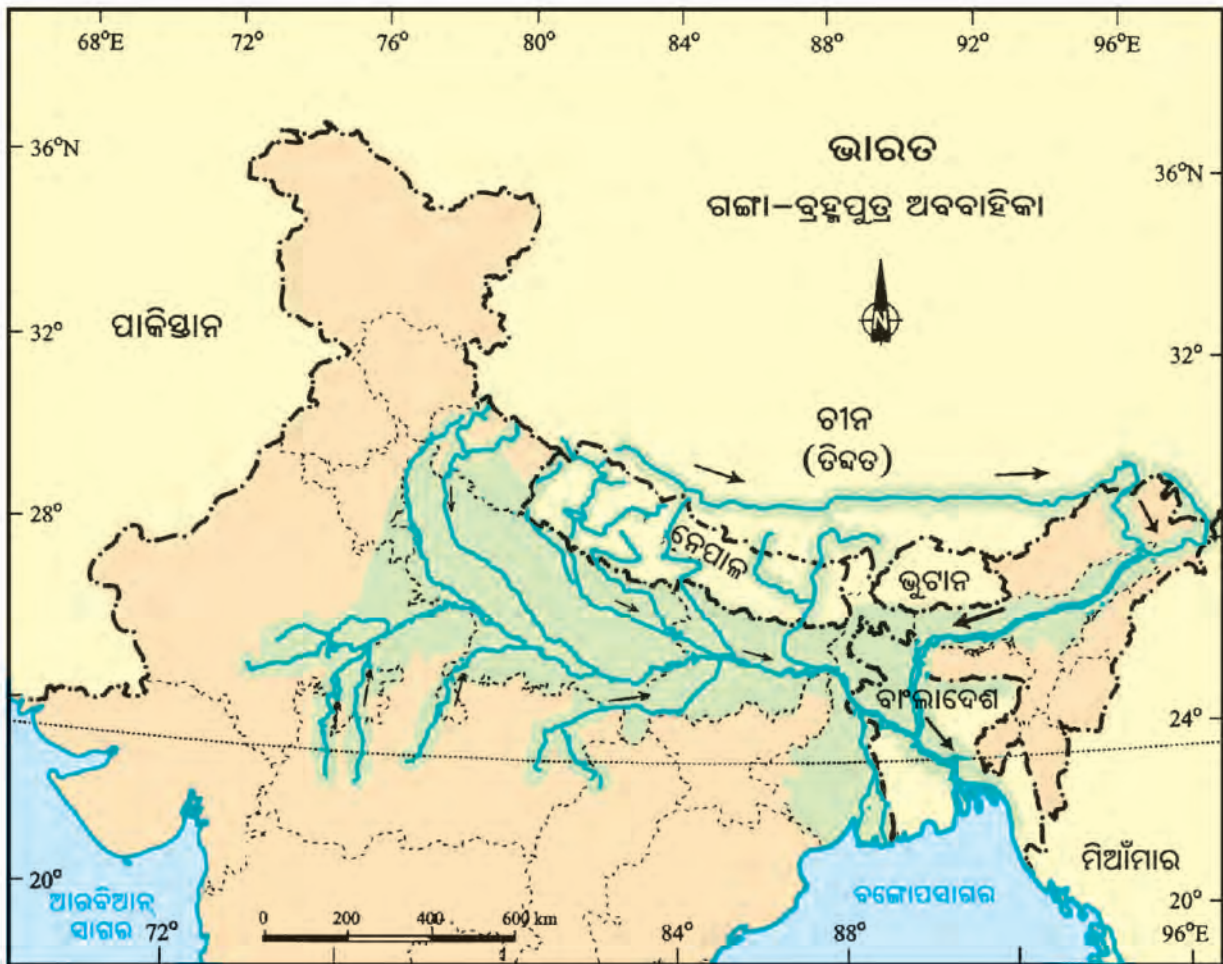 68°E 72° 76° 80° 84° 88° 92° 96°E
36°N
ଭାରତ
ଗଙ୍ଗା–ବ୍ରହ୍ମପୁତ୍ର ଅବବାହିକା
36°N
N
ପାକିସ୍ତାନ
32°
32°
ଚୀନ
(ତିବ୍ବତ)
28°
28°
ନେପାଳ
ଭୁଟାନ
ବାଂଲାଦେଶ
24°
24°
ମିଆଁମାର
20°
ଆରବିଆନ୍
ସାଗର
ବଙ୍ଗୋପସାଗର
20°
0 200 400 600 km
72° 84° 88° 96°E